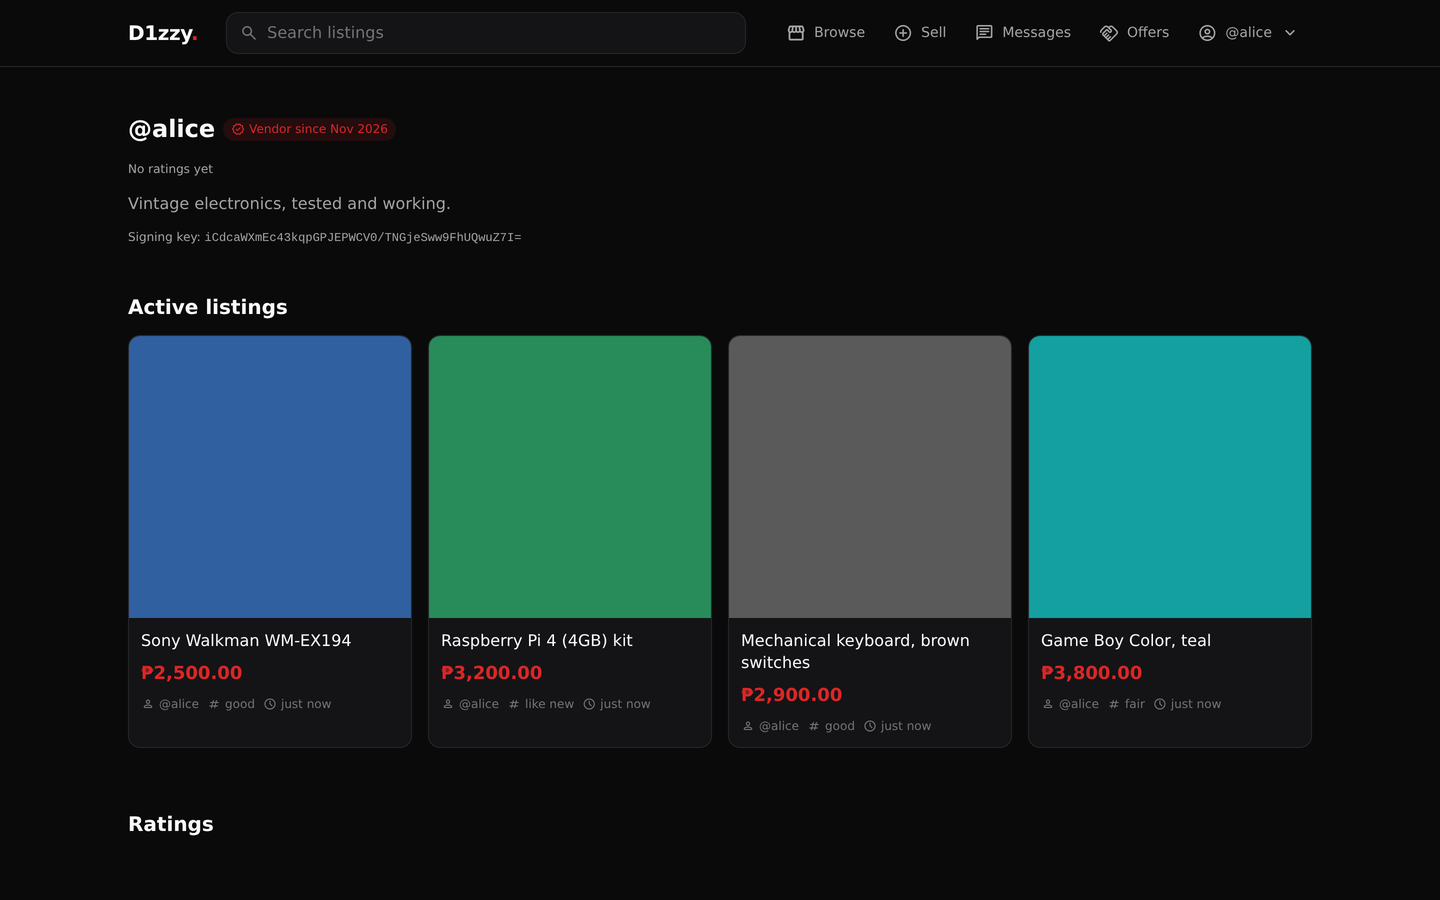 D1zzy.
Search listings
Browse
Sell
Messages
Offers
@alice
@alice
Vendor since Nov 2026
No ratings yet
Vintage electronics, tested and working.
Signing key: iCdcaWXmEc43kqpGPJEPWCV0/TNGjeSww9FhUQwuZ7I=
Active listings
Sony Walkman WM-EX194
₱2,500.00
@alice # good just now
Raspberry Pi 4 (4GB) kit
₱3,200.00
@alice # like new just now
Mechanical keyboard, brown
switches
₱2,900.00
@alice # good just now
Game Boy Color, teal
₱3,800.00
@alice # fair just now
Ratings